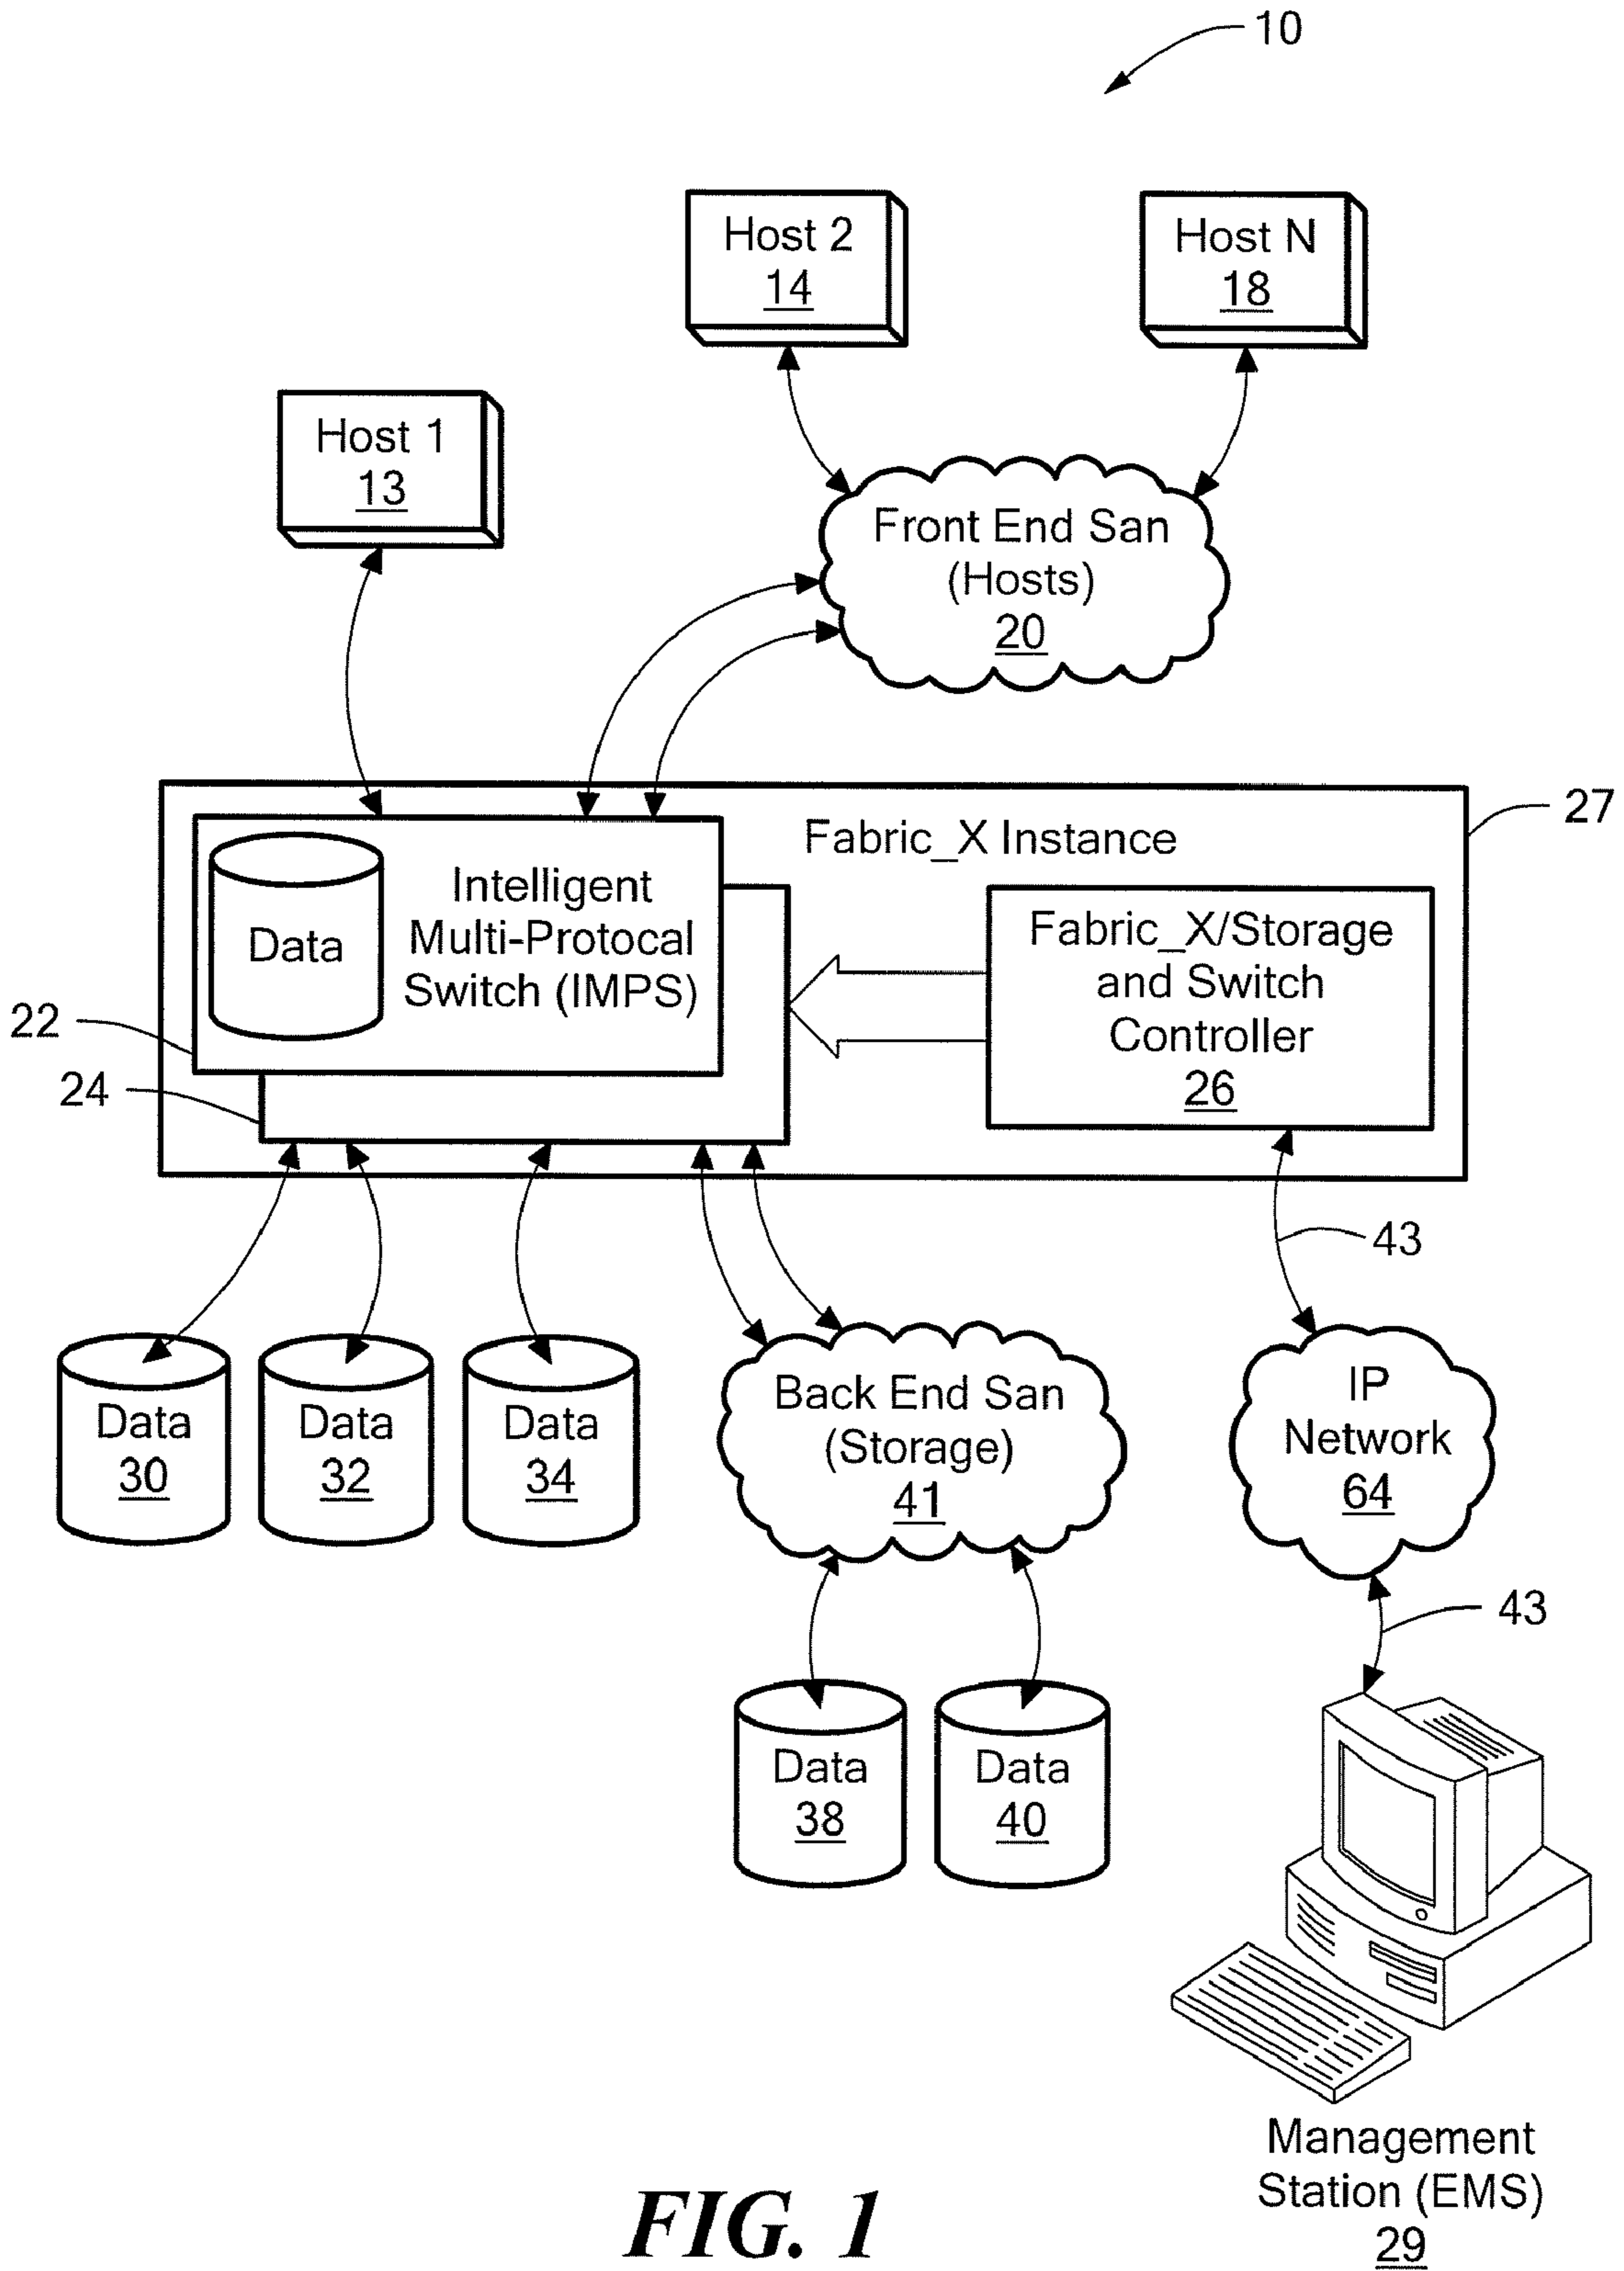 10
Host 2
14
Host N
18
Host 1
13
Front End San
(Hosts)
20
27
Fabric_X Instance
Data
Intelligent
Multi-Protocal
Switch (IMPS)
Fabric_X/Storage
and Switch
Controller
26
22
24
43
Data
30
Data
32
Data
34
Back End San
(Storage)
41
IP
Network
64
43
Data
38
Data
40
Management
Station (EMS)
29
FIG. 1